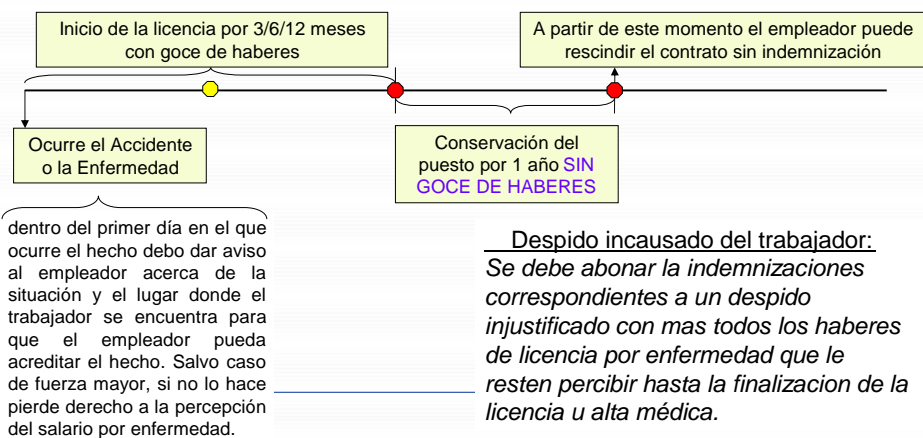 Inicio de la licencia por 3/6/12 meses
con goce de haberes
A partir de este momento el empleador puede
rescindir el contrato sin indemnización
Ocurre el Accidente
o la Enfermedad
Conservación del
puesto por 1 año SIN
GOCE DE HABERES
dentro del primer día en el que
ocurre el hecho debo dar aviso
al empleador acerca de la
situación y el lugar donde el
trabajador se encuentra para
que el empleador pueda
acreditar el hecho. Salvo caso
de fuerza mayor, si no lo hace
pierde derecho a la percepción
del salario por enfermedad.
Despido incausado del trabajador:
Se debe abonar la indemnizaciones
correspondientes a un despido
injustificado con mas todos los haberes
de licencia por enfermedad que le
resten percibir hasta la finalizacion de la
licencia u alta médica.